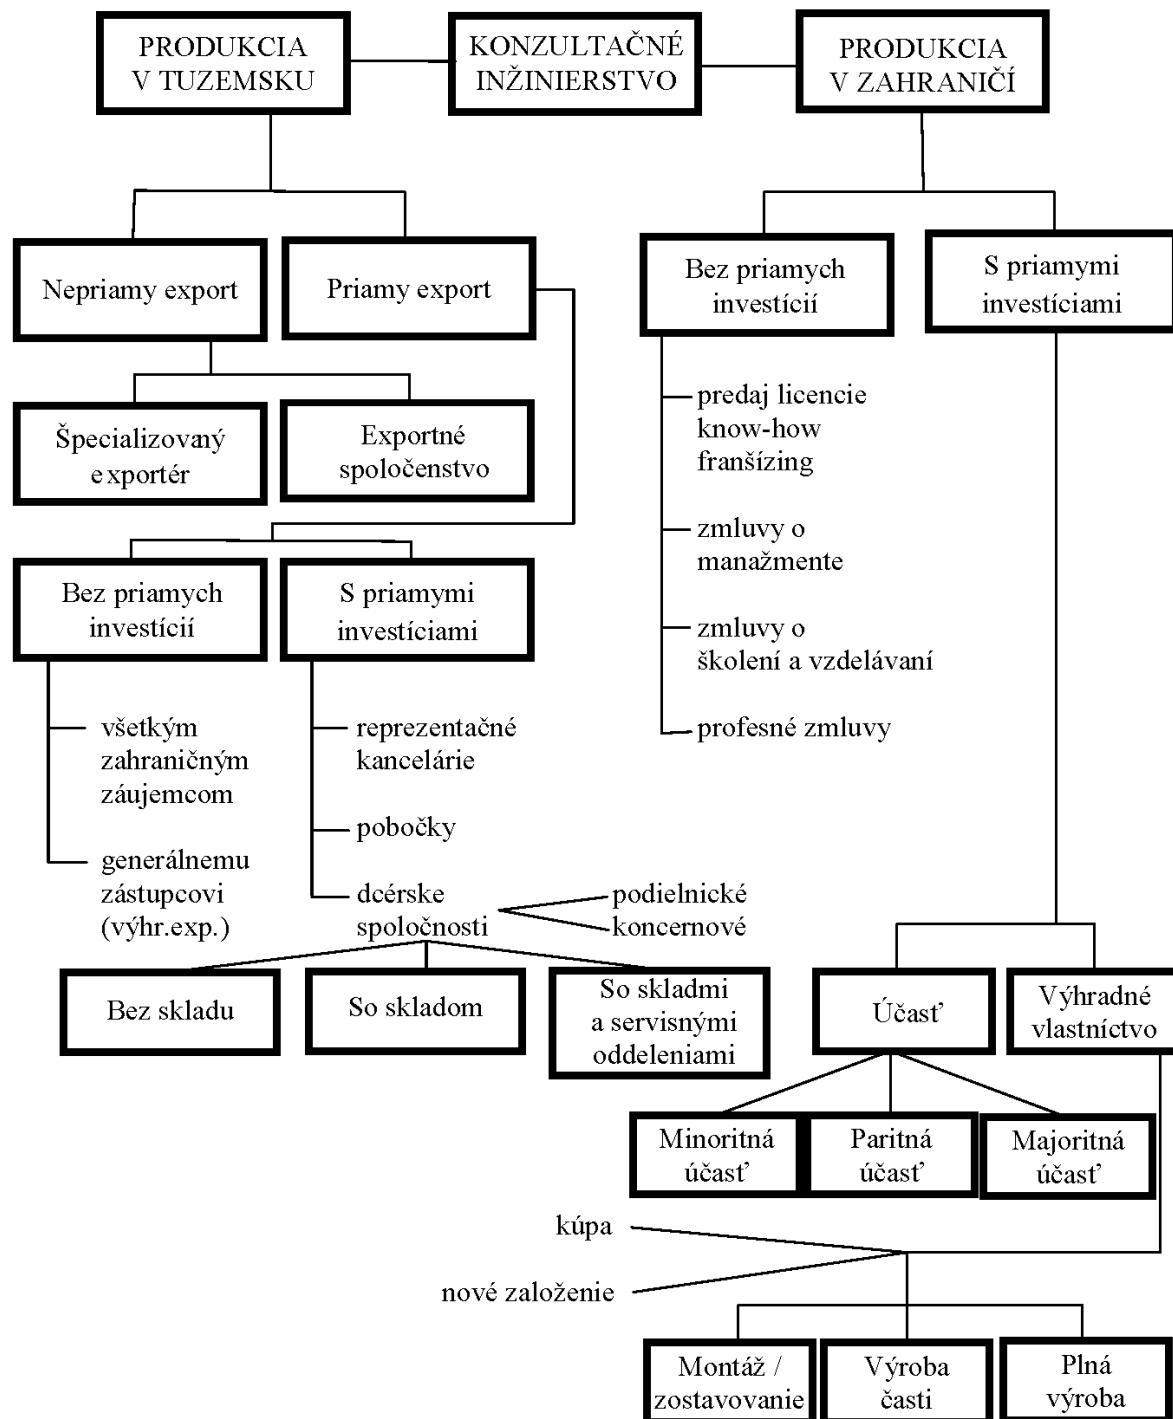 PRODUKCIA
V TUZEMSKU
KONZULTAČNÉ
INŽINIERSTVO
PRODUKCIA
V ZAHRANIČÍ
Nepriamy export
Priamy export
Bez priamych
investícií
S priamymi
investíciami
Špecializovaný
exportér
Exportné
spoločenstvo
predaj licencie
know-how
franšízing
zmluvy o
manažmente
zmluvy o
školení a vzdelávaní
profesné zmluvy
Bez priamych
investícií
S priamymi
investíciami
všetkým
zahraničným
záujemcom
generálnemu
zástupcovi
(výhr.exp.)
reprezentačné
kancelárie
pobočky
dcérske
spoločnosti
podielnické
koncernové
Bez skladu
So skladom
So skladmi
a servisnými
oddeleniami
Účasť
Výhradné
vlastníctvo
Minoritná
účasť
Paritná
účasť
Majoritná
účasť
kúpa
nové založenie
Montáž /
zostavovanie
Výroba
časti
Plná
výroba